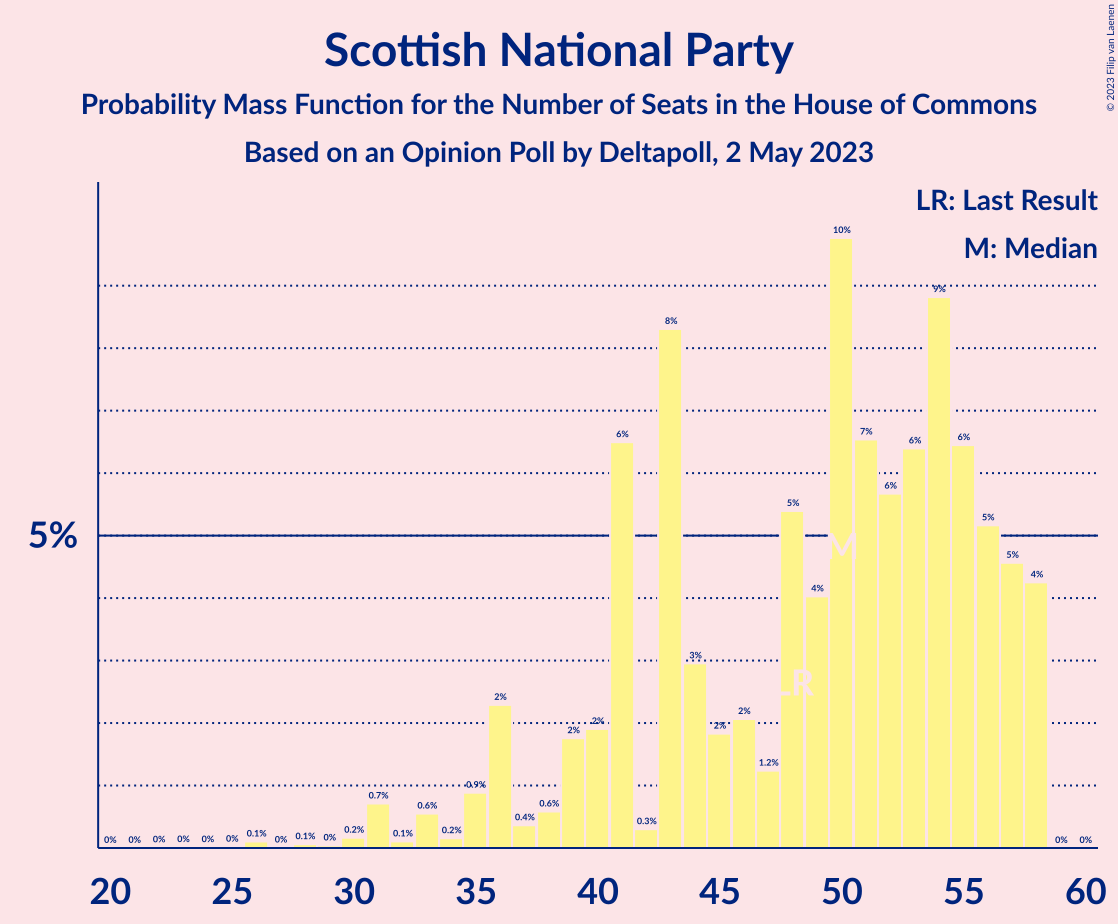 Scottish National Party
Probability Mass Function for the Number of Seats in the House of Commons
Based on an Opinion Poll by Deltapoll, 2 May 2023
© 2023 Filip van Laenen
LR: Last Result
M: Median
5%
0% 0% 0% 0% 0% 0% 0.1% 0% 0.1% 0% 0.2% 0.7% 0.1% 0.6% 0.2% 0.9% 2% 0.4% 0.6% 2% 2% 6% 0.3% 8% 3% 2% 2% 1.2% 5% 4% 10% 7% 6% 6% 9% 6% 5% 5% 4% 0% 0%
M
LR
20 25 30 35 40 45 50 55 60